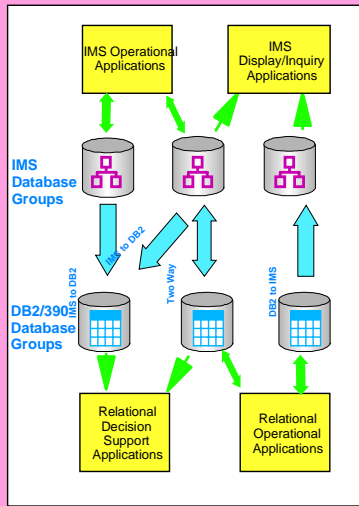 IMS Operational
Applications
IMS
Display/Inquiry
Applications
IMS
Database
Groups
IMS to DB2
IMS to DB2
Two Way
DB2 to IMS
DB2/390
Database
Groups
Relational
Decision
Support
Applications
Relational
Operational
Applications